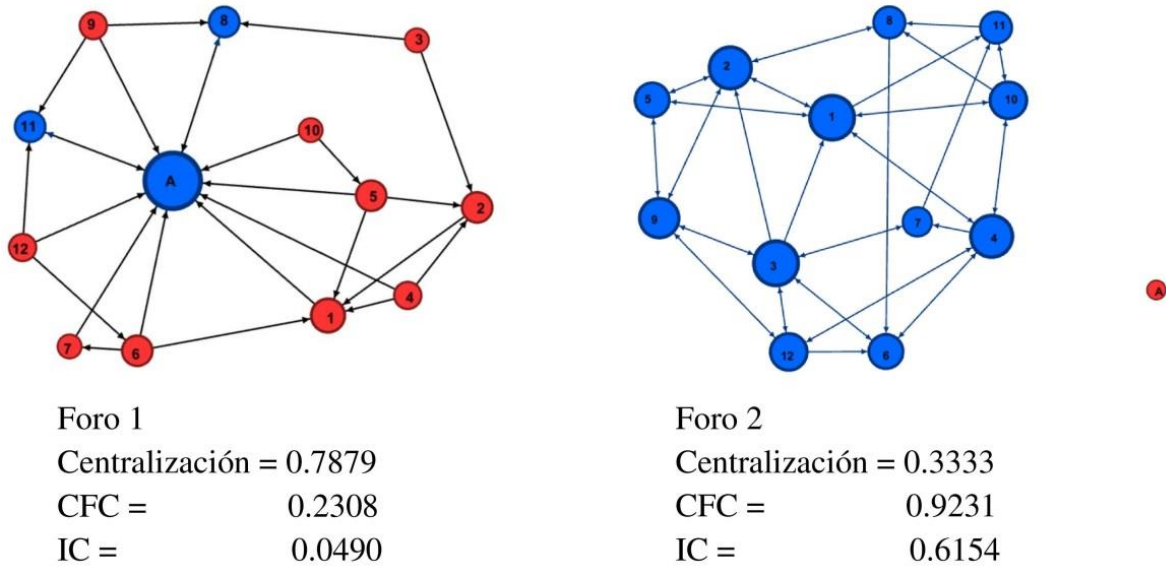 9
8
3
11
10
A
5
2
12
4
1
7
6
Foro 1
Centralización = 0.7879
CFC = 0.2308
IC = 0.0490
8
11
2
5
10
1
9
7
4
3
A
12
6
Foro 2
Centralización = 0.3333
CFC = 0.9231
IC = 0.6154